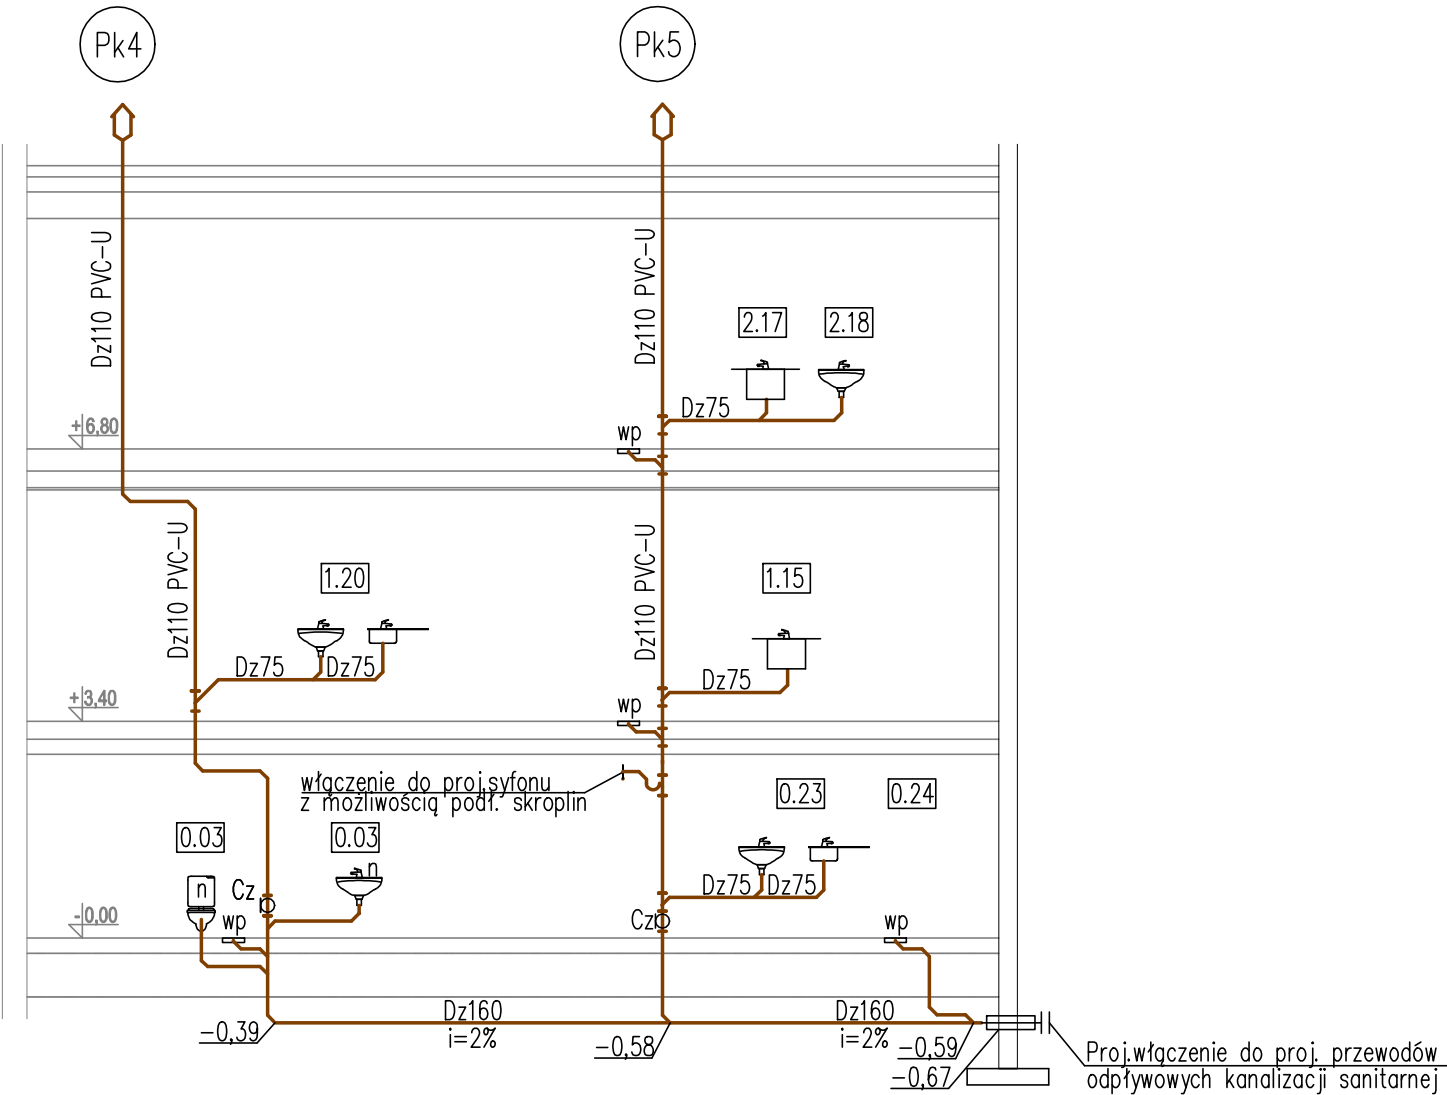 Pk4
Pk5
Dz110 PVC-U
Dz110 PVC-U
2.17
2.18
Dz75
+6,80
wp
Dz110 PVC-U
Dz110 PVC-U
1.20
1.15
Dz75
Dz75
Dz75
+3,40
wp
włączenie do proj.syfonu
z możliwością podł. skroplin
0.23
0.24
0.03
0.03
n
n
Cz
Dz75
Dz75
-0,00
wp
Cz
wp
Dz160
i=2%
Dz160
i=2%
-0,39
-0,58
-0,59
-0,67
Proj.włączenie do proj. przewodów
odpływowych kanalizacji sanitarnej